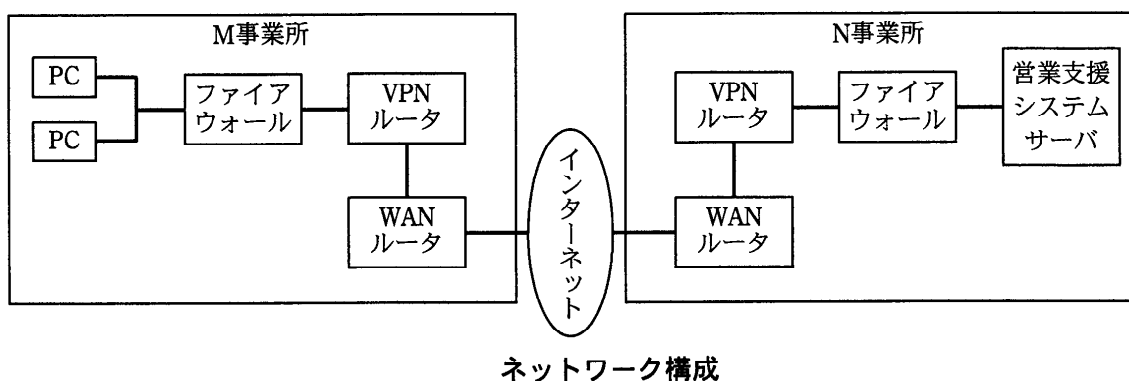 M事業所
PC
PC
ファイア
ウォール
VPN
ルータ
WAN
ルータ
インターネット
N事業所
VPN
ルータ
ファイア
ウォール
営業支援
システム
サーバ
WAN
ルータ
ネットワーク構成